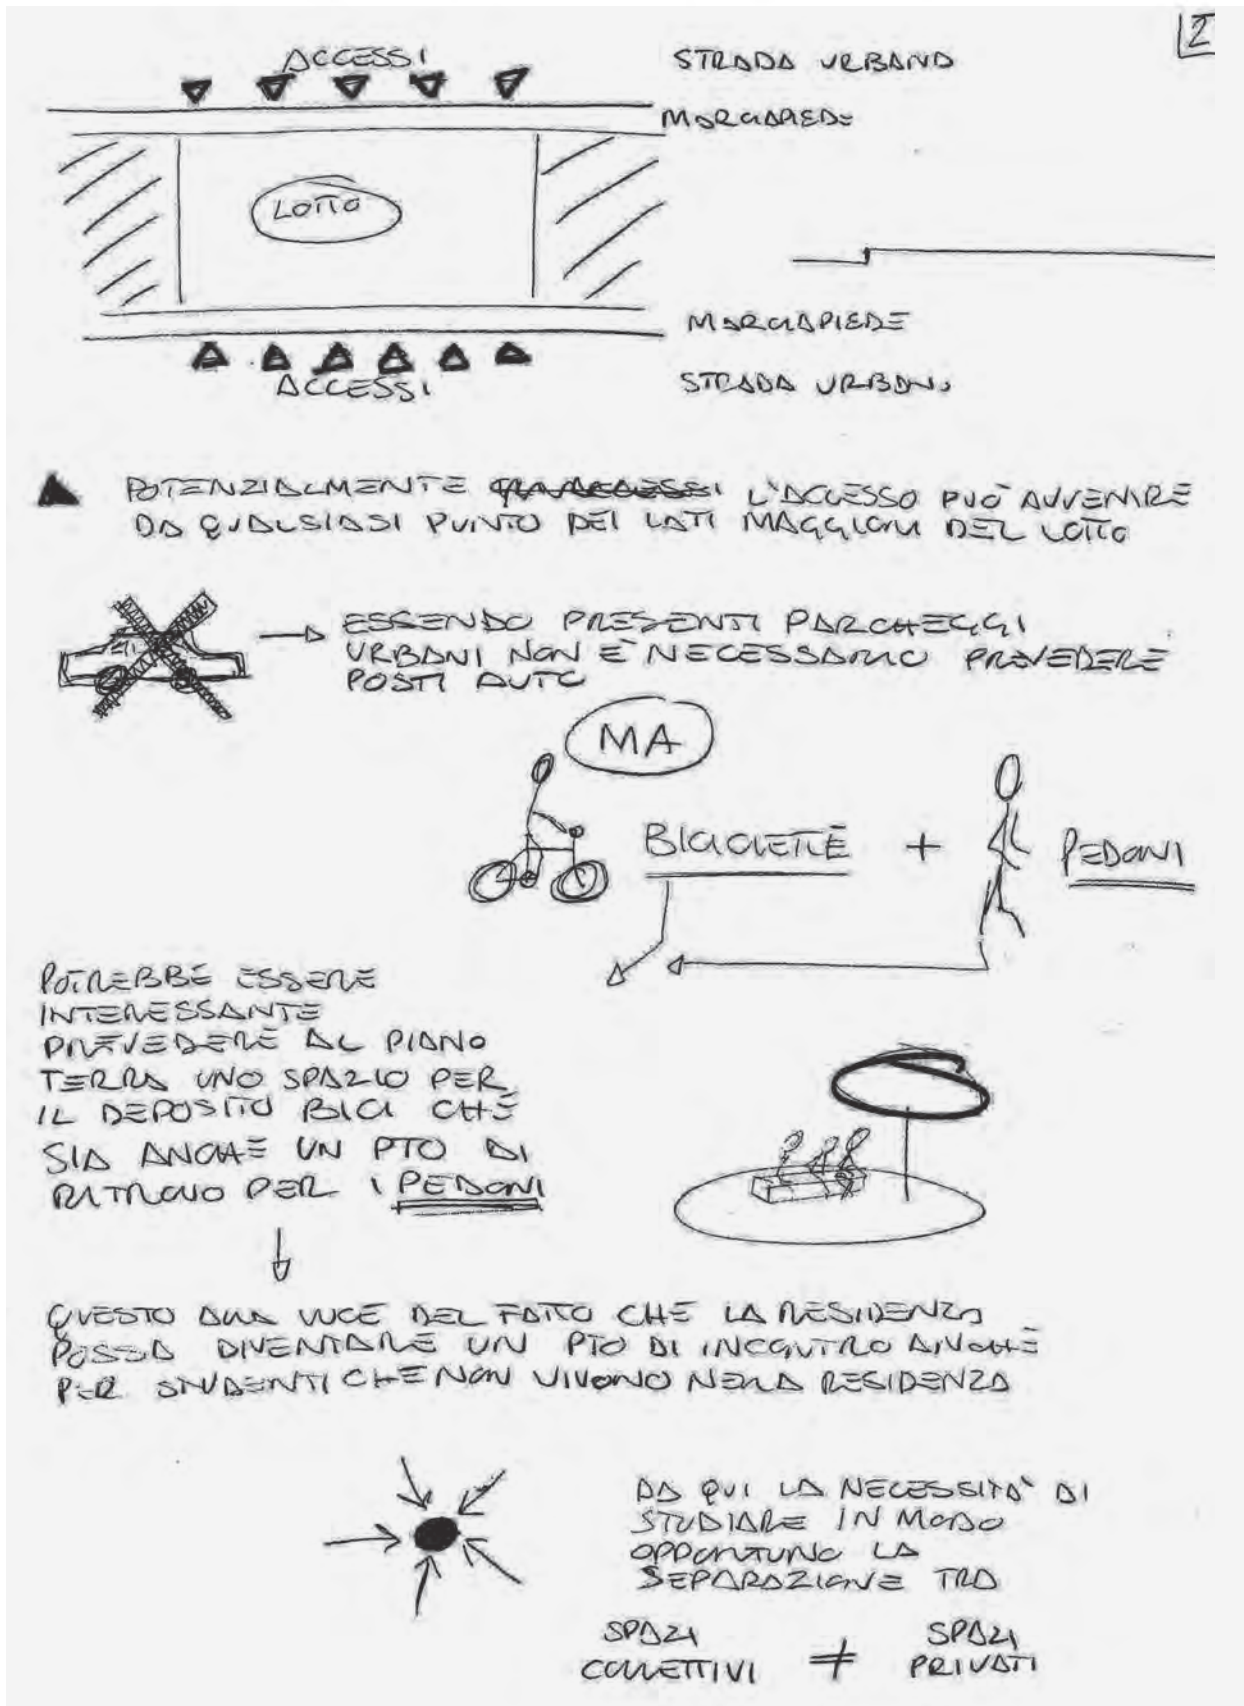 2
ACCESSI
STRADA URBANA
MARCIAPIEDE
LOTTO
MARCIAPIEDE
ACCESSI
STRADA URBANA
POTENZIALMENTE L'ACCESSO PUÒ AVVENIRE
DA QUALSIASI PUNTO DEI LATI MAGGIORI DEL LOTTO
ESSENDO PRESENTI PARCHEGGI
URBANI NON È NECESSARIO PREVEDERE
POSTI AUTO
MA
BICICLETTE + PEDONI
POTREBBE ESSERE
INTERESSANTE
PREVEDERE AL PIANO
TERRA UNO SPAZIO PER
IL DEPOSITO BICI CHE
SIA ANCHE UN PTO DI
RITROVO PER I PEDONI
QUESTO ALLA LUCE DEL FATTO CHE LA RESIDENZA
POSSA DIVENTARE UN PTO DI INCONTRO ANCHE
PER STUDENTI CHE NON VIVONO NELLA RESIDENZA
DA QUI LA NECESSITÀ DI
STUDIARE IN MODO
OPPORTUNO LA
SEPARAZIONE TRA
SPAZI COLLETTIVI ≠ SPAZI PRIVATI